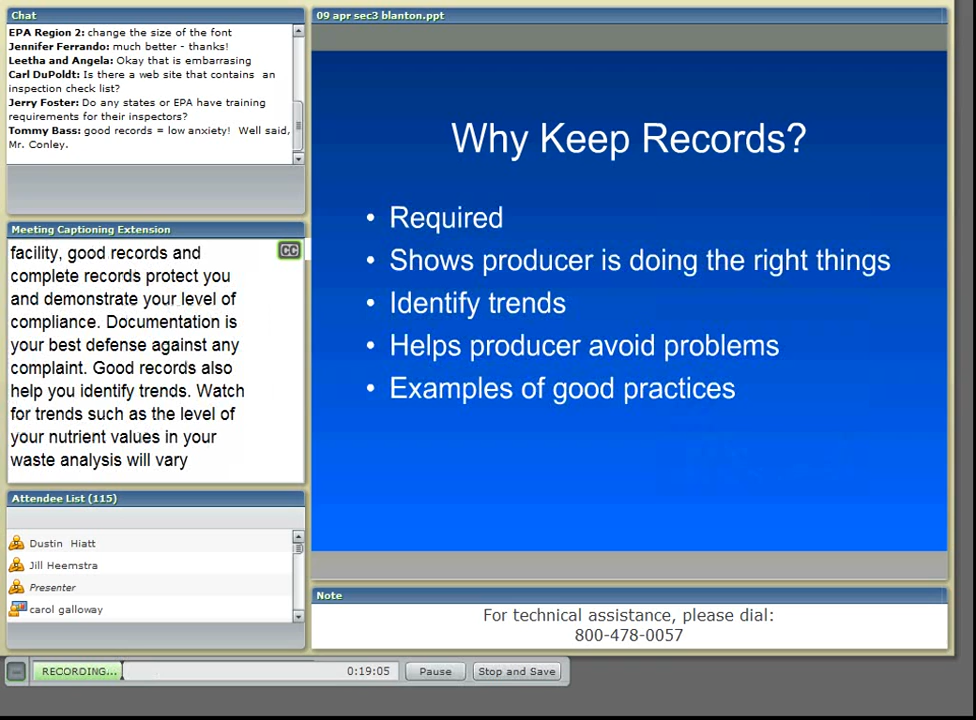 Chat
EPA Region 2: change the size of the font
Jennifer Ferrando: much better - thanks!
Leetha and Angela: Okay that is embarrasing
Carl DuPoldt: Is there a web site that contains an
inspection check list?
Jerry Foster: Do any states or EPA have training
requirements for their inspectors?
Tommy Bass: good records = low anxiety! Well said,
Mr. Conley.
Meeting Captioning Extension
facility, good records and
CC
complete records protect you
and demonstrate your level of
compliance. Documentation is
your best defense against any
complaint. Good records also
help you identify trends. Watch
for trends such as the level of
your nutrient values in your
waste analysis will vary
Attendee List (115)
Dustin Hiatt
Jill Heemstra
Presenter
carol galloway
09 apr sec3 blanton.ppt
Why Keep Records?
• Required
• Shows producer is doing the right things
• Identify trends
• Helps producer avoid problems
• Examples of good practices
Note
For technical assistance, please dial:
800-478-0057
RECORDING... 0:19:05 Pause Stop and Save